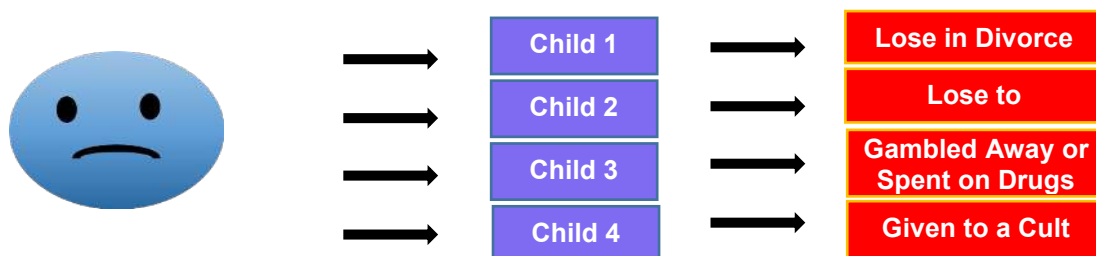 Child 1
Lose in Divorce
Child 2
Lose to
Child 3
Gambled Away or
Spent on Drugs
Child 4
Given to a Cult